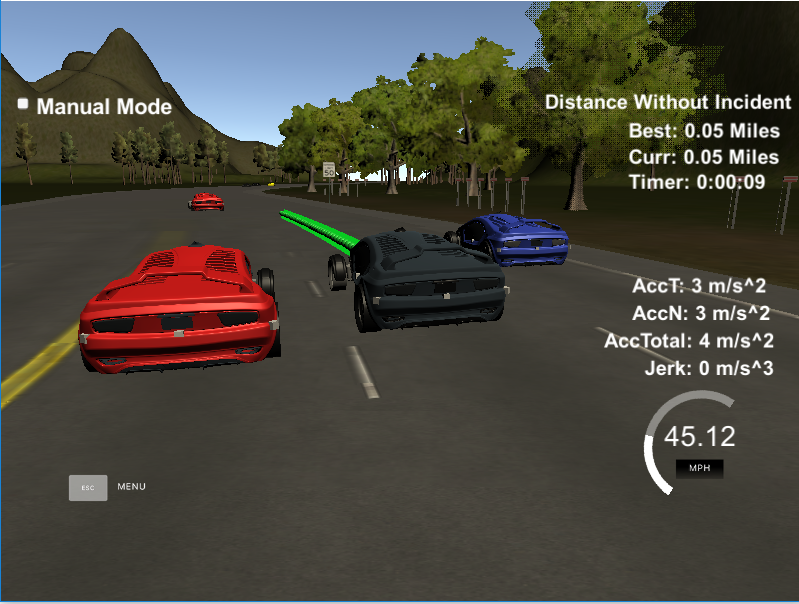 Manual Mode
Distance Without Incident
Best: 0.05 Miles
Curr: 0.05 Miles
Timer: 0:00:09
50
AccT: 3 m/s^2
AccN: 3 m/s^2
AccTotal: 4 m/s^2
Jerk: 0 m/s^3
45.12
MPH
ESC MENU